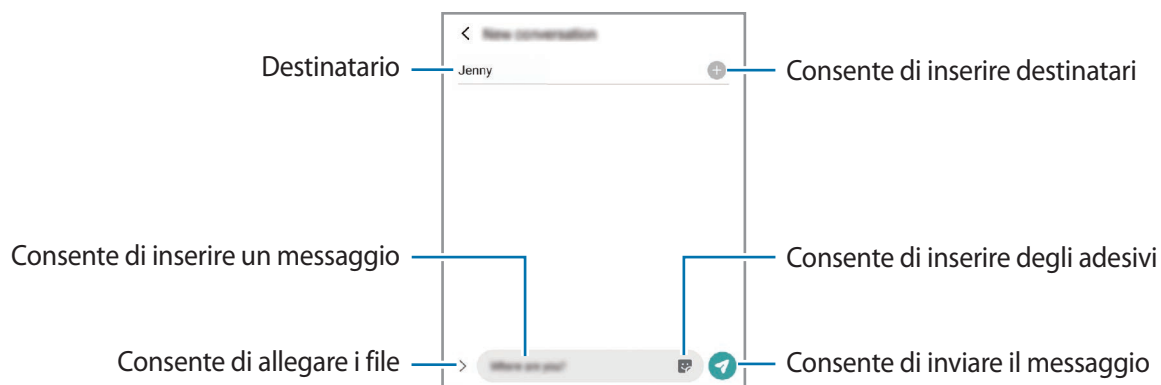 Destinatario
Jenny
Consente di inserire destinatari
Consente di inserire un messaggio
Consente di inserire degli adesivi
Consente di allegare i file
Consente di inviare il messaggio